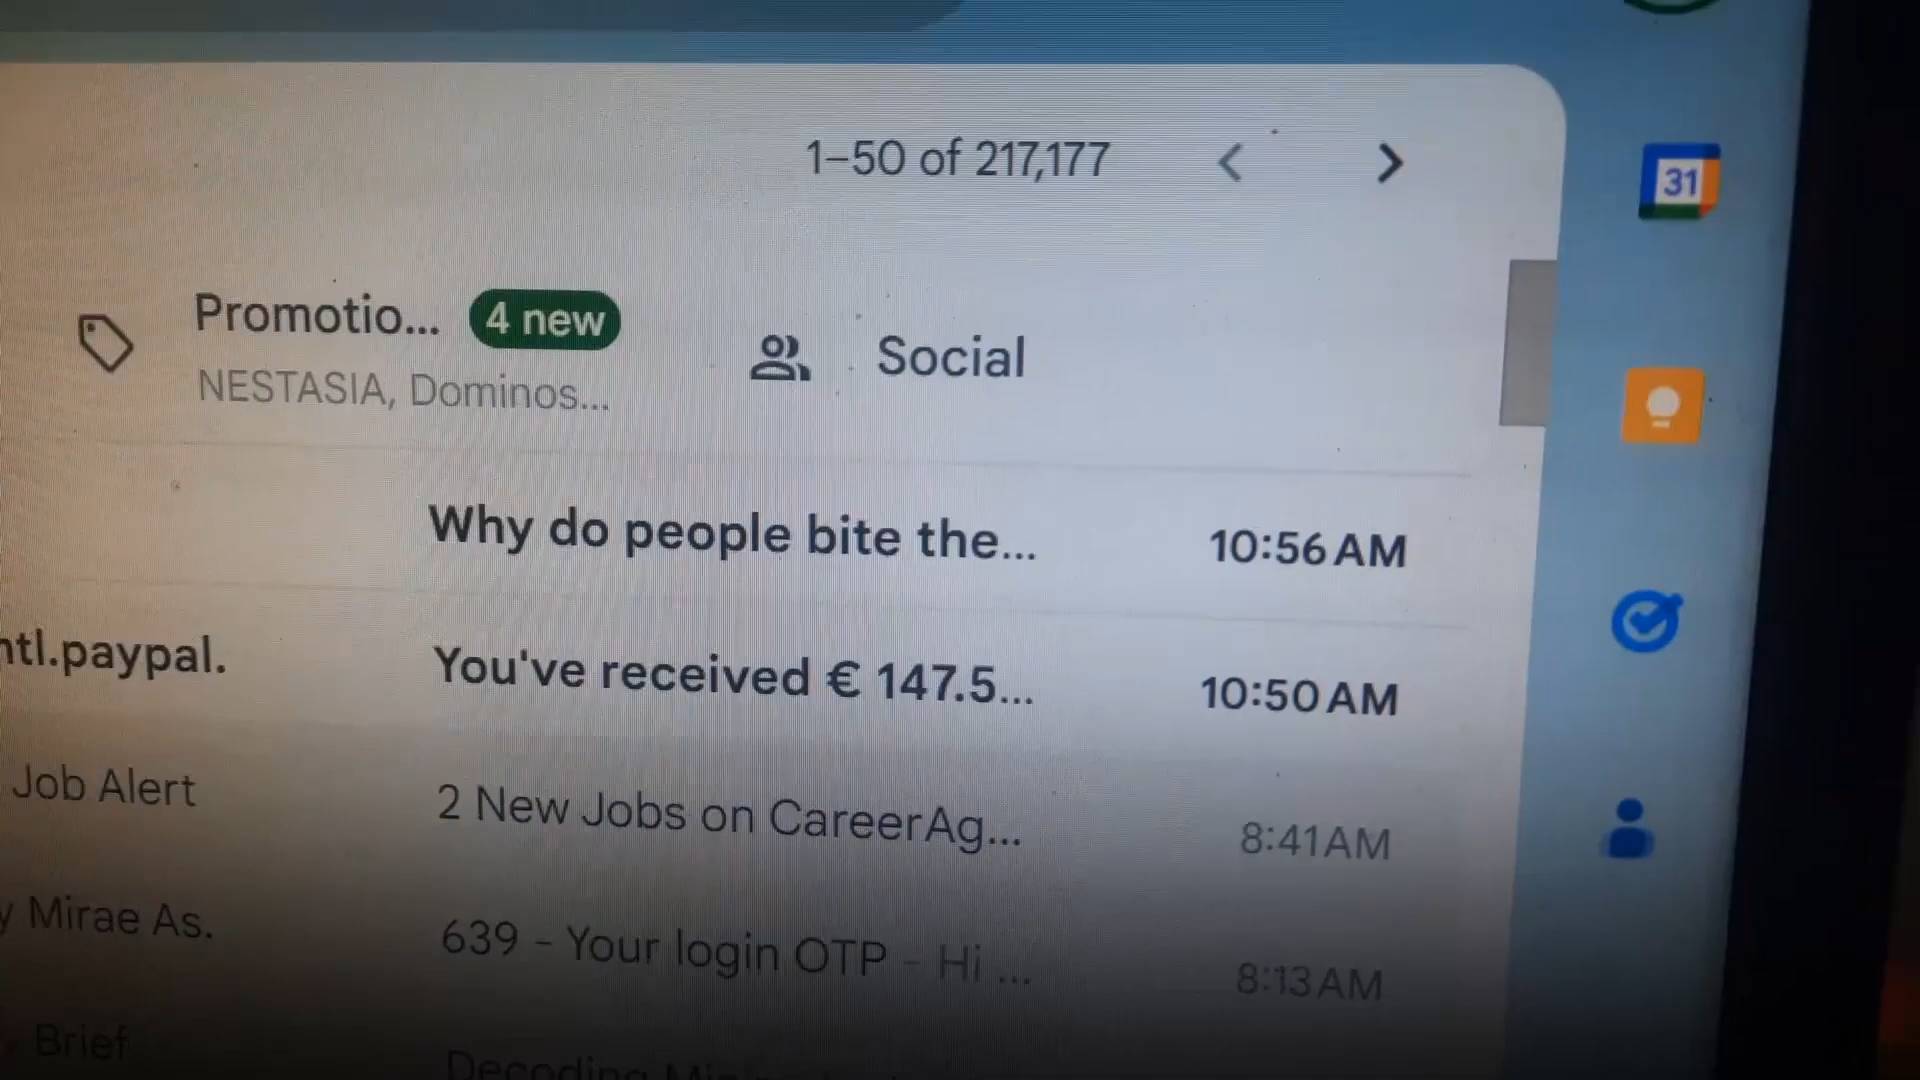 1–50 of 217,177
31
Promotio... 4 new
NESTASIA, Dominos...
Social
Why do people bite the... 10:56 AM
ntl.paypal. You've received € 147.5... 10:50 AM
Job Alert 2 New Jobs on CareerAg... 8:41 AM
y Mirae As. 639 - Your login OTP - Hi ... 8:13 AM
Brief Decoding